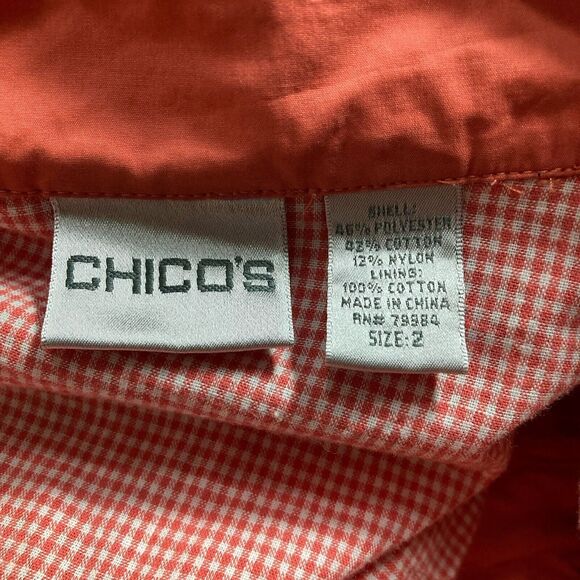 CHICO'S
SHELL:
46% POLYESTER
42% COTTON
12% NYLON
LINING:
100% COTTON
MADE IN CHINA
RN# 79984
SIZE: 2